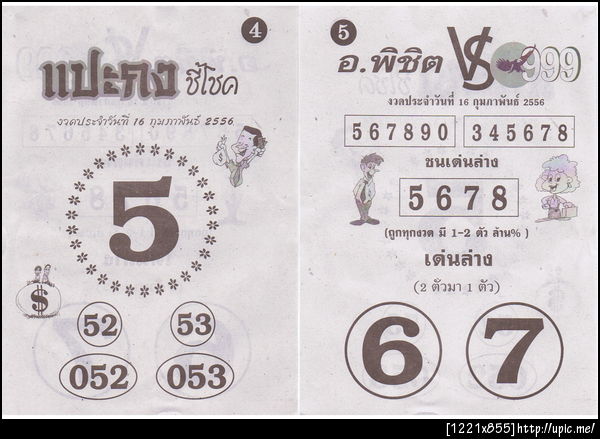 4
แปะกง ชี้โชค
งวดประจำวันที่ 16 กุมภาพันธ์ 2556
$
5
$
52 53
052 053
5
อ.พิชิต VS 999
งวดประจำวันที่ 16 กุมภาพันธ์ 2556
567890 345678
ชนเด่นล่าง
5678
(ถูกทุกงวด มี 1-2 ตัว ล้าน%)
เด่นล่าง
(2 ตัวมา 1 ตัว)
6 7
[1221x855]http://upic.me/